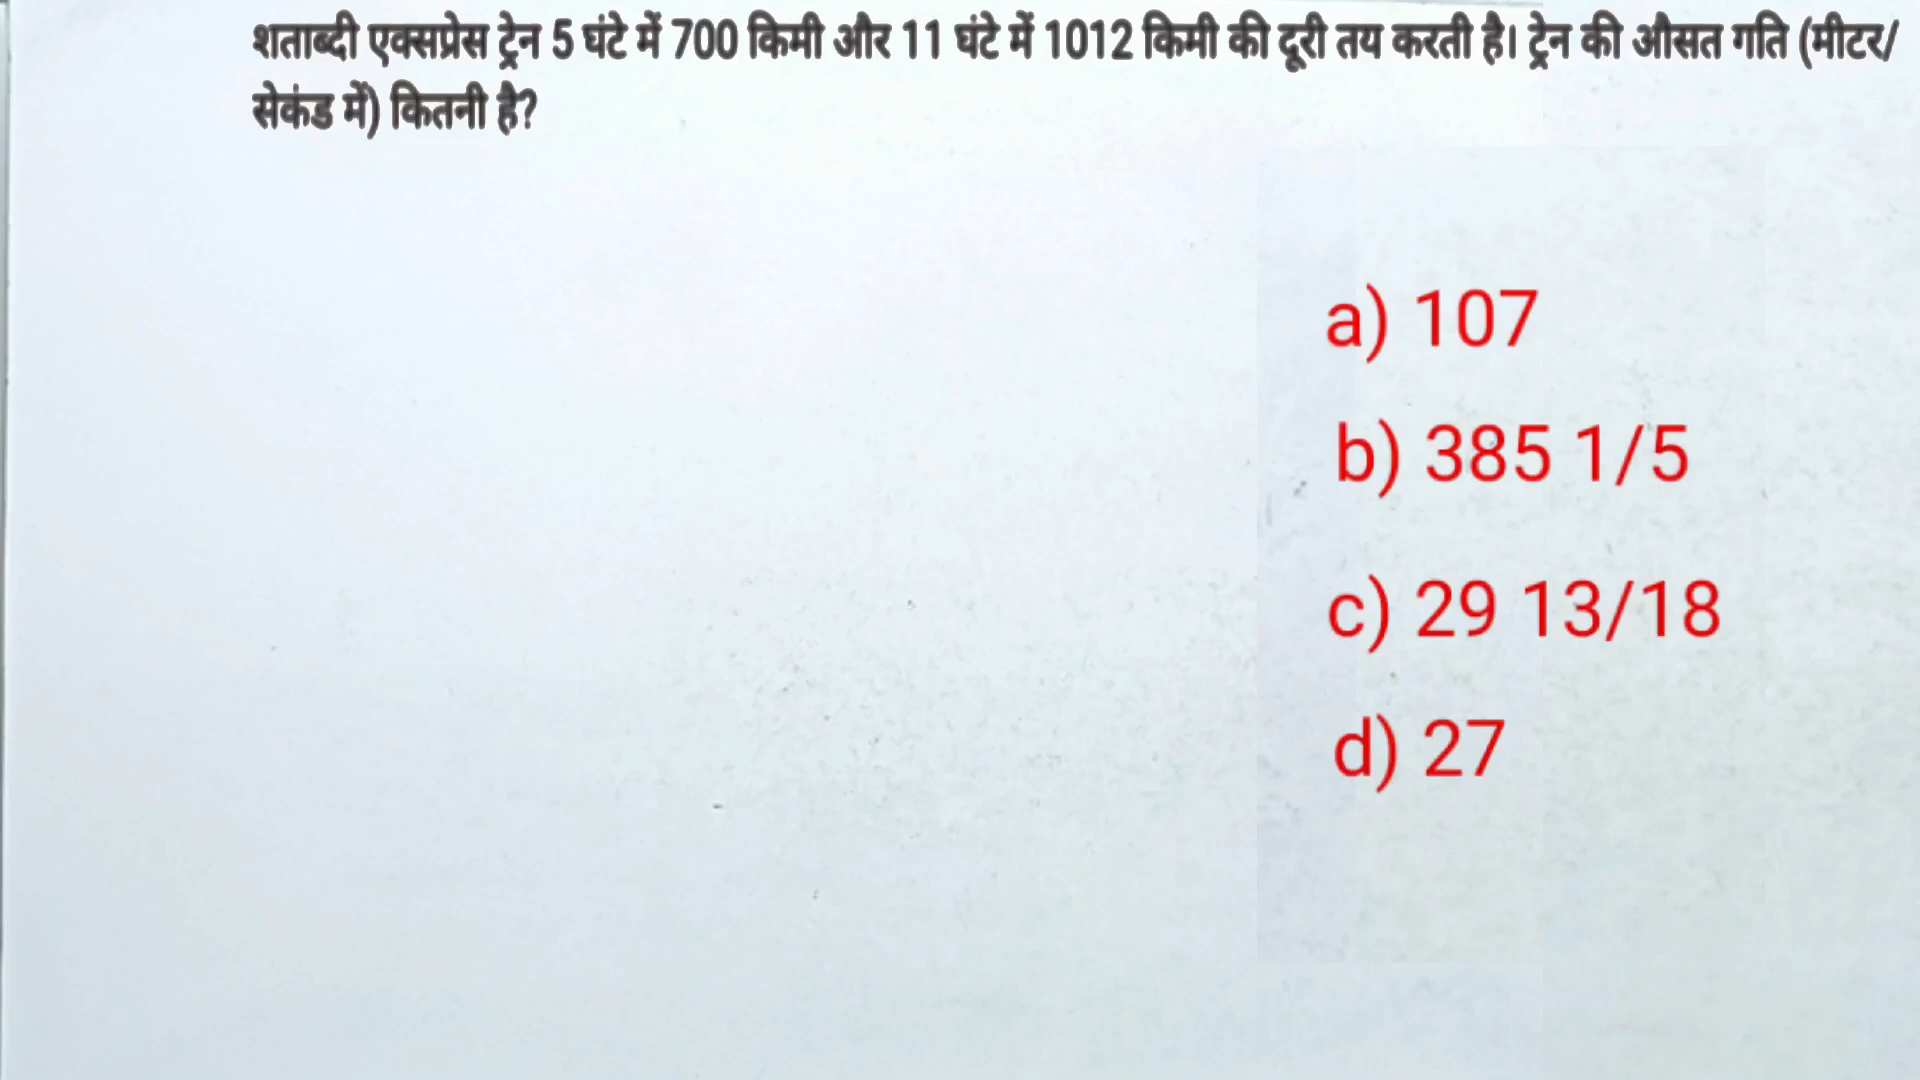 शताब्दी एक्सप्रेस ट्रेन 5 घंटे में 700 किमी और 11 घंटे में 1012 किमी की दूरी तय करती है। ट्रेन की औसत गति (मीटर/
सेकंड में) कितनी है?
a) 107
b) 385 1/5
c) 29 13/18
d) 27